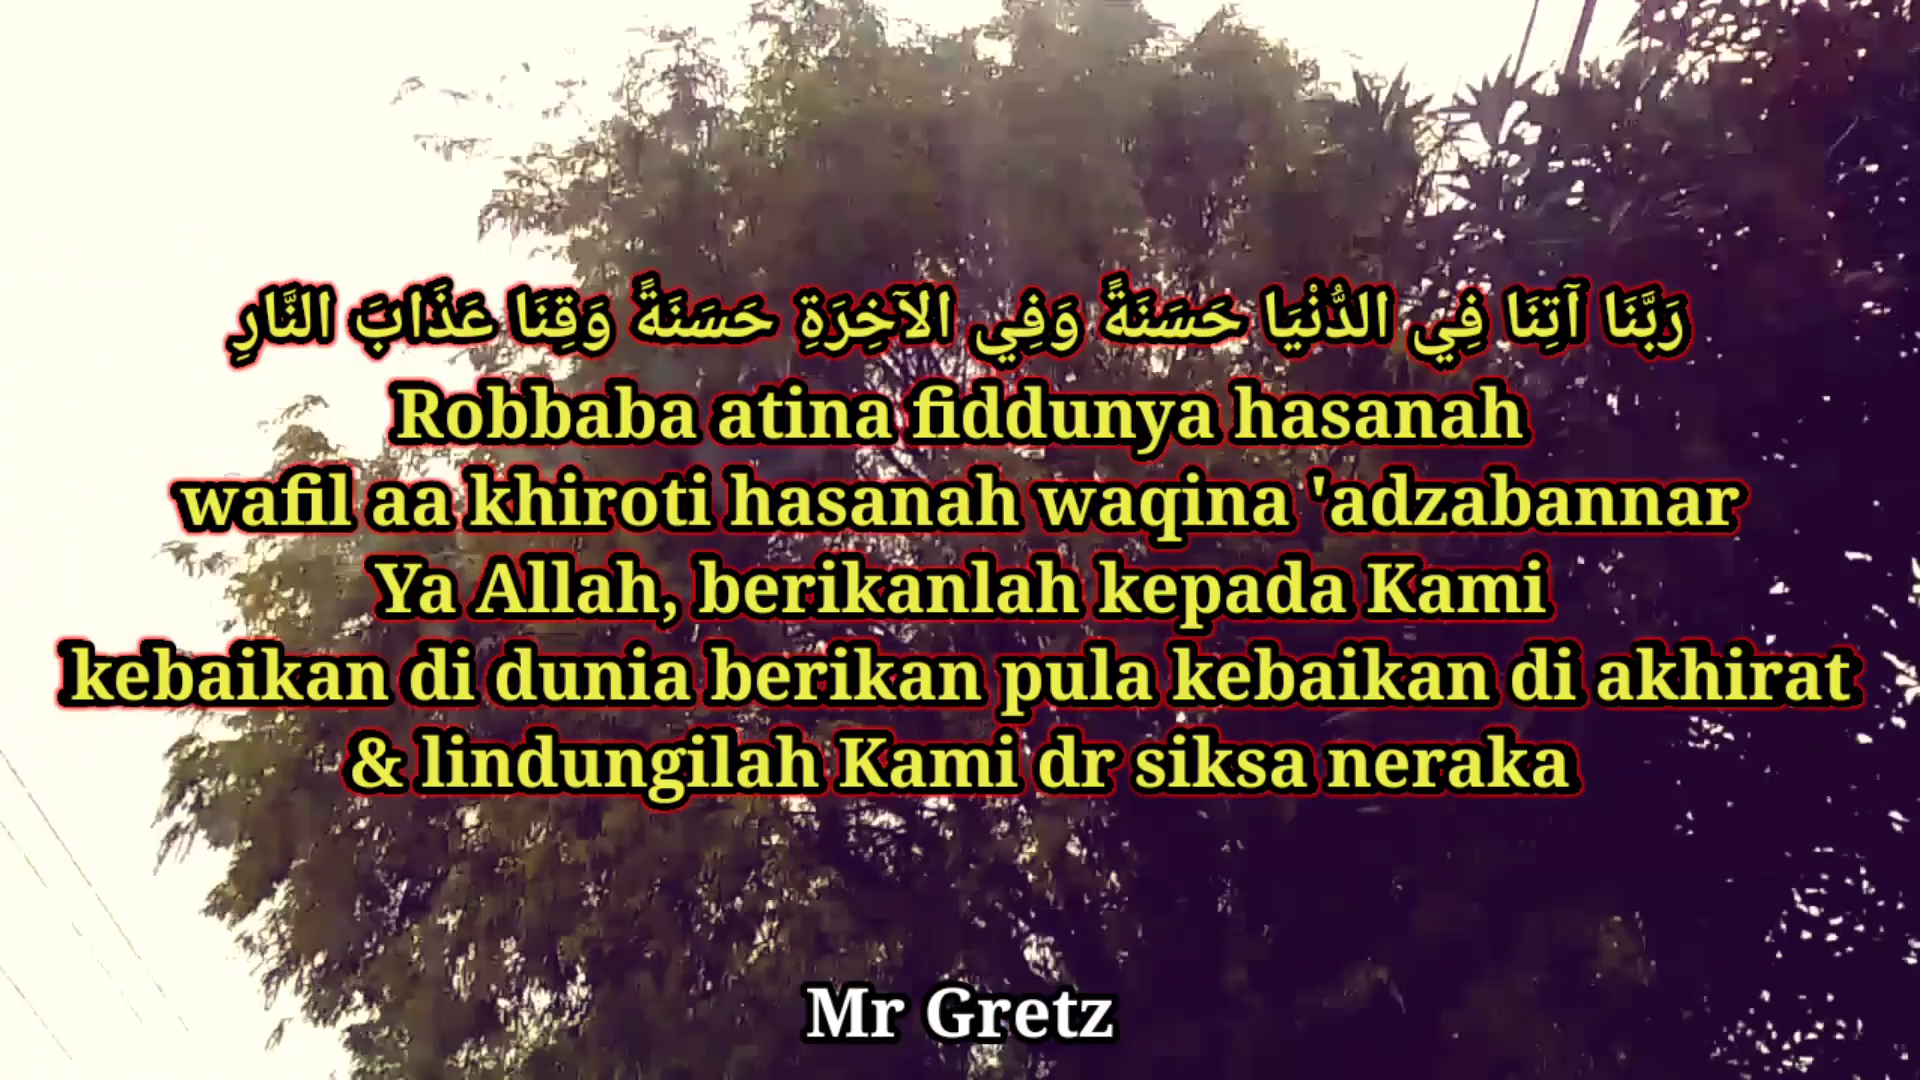 رَبَّنَا آتِنَا فِي الدُّنْيَا حَسَنَةً وَفِي الآخِرَةِ حَسَنَةً وَقِنَا عَذَابَ النَّارِ
Robbaba atina fiddunya hasanah
wafil aa khiroti hasanah waqina 'adzabannar
Ya Allah, berikanlah kepada Kami
kebaikan di dunia berikan pula kebaikan di akhirat
& lindungilah Kami dr siksa neraka
Mr Gretz